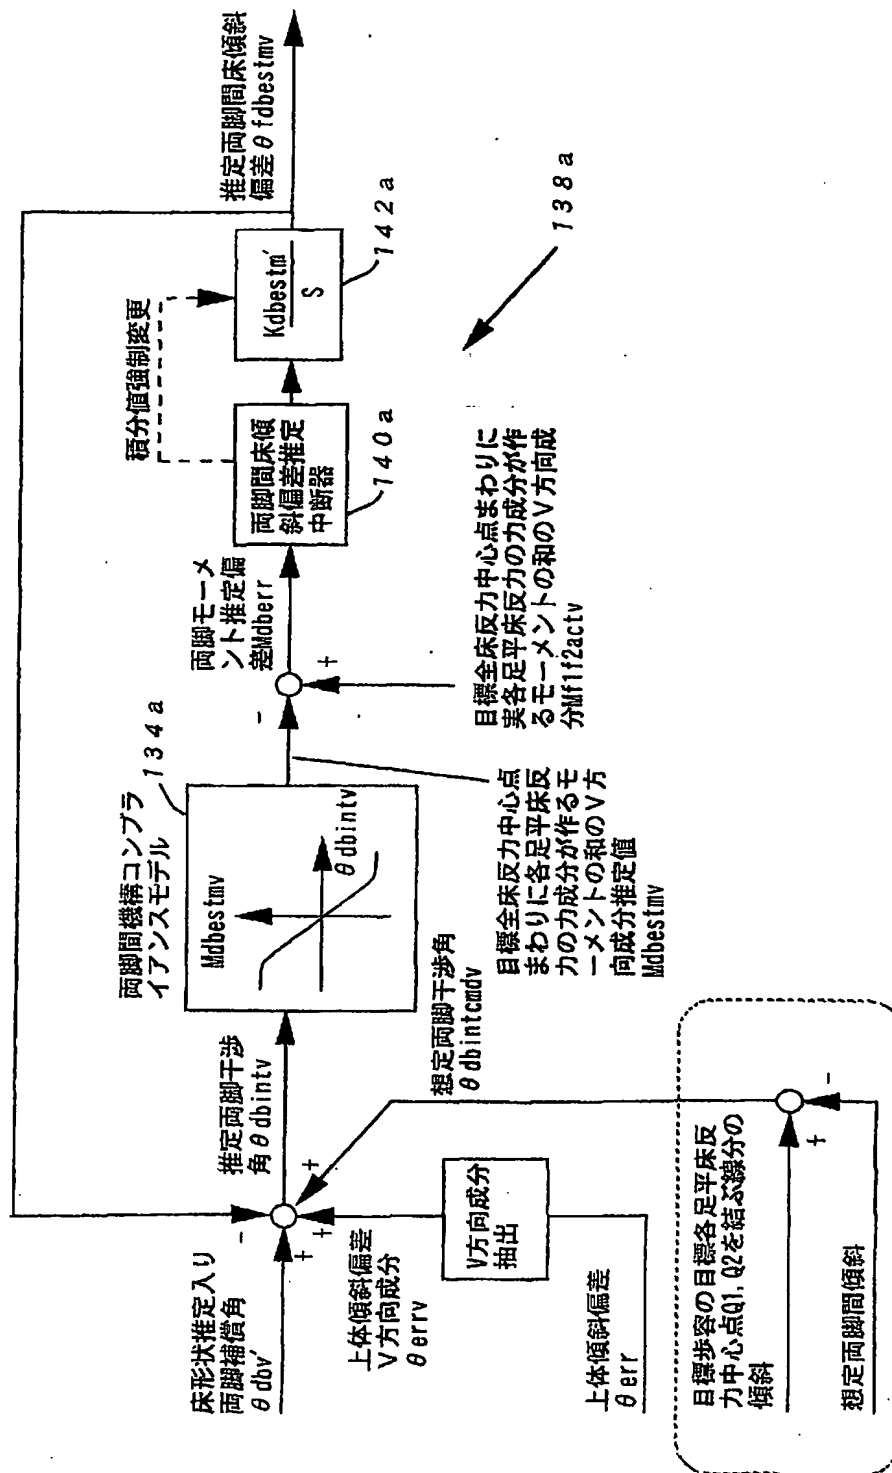 床形状推定入り
両脚補償角
θdbv'
上体傾斜偏差
V方向成分
θerrv
上体傾斜偏差
θerr
V方向成分
抽出
目標歩容の目標各足平床反
力中心点Q1,Q2を結ぶ線分の
傾斜
想定両脚間傾斜
+
-
-
+
+
+
推定両脚干渉
角θdbintv
想定両脚干渉角
θdbintcmdv
両脚間機構コンプラ
イアンスモデル
134a
Mdbestmv
θdbintv
目標全床反力中心点
まわりに各足平床反
力の力成分が作るモ
ーメントの和のV方
向成分推定値
Mdbestmv
-
+
両脚モーメ
ント推定偏
差Mdberr
目標全床反力中心点まわりに
実各足平床反力の力成分が作
るモーメントの和のV方向成
分Mf1f2actv
両脚間床傾
斜偏差推定
中断器
140a
積分値強制変更
Kdbestm'
S
142a
推定両脚間床傾斜
偏差θfdbestmv
138a